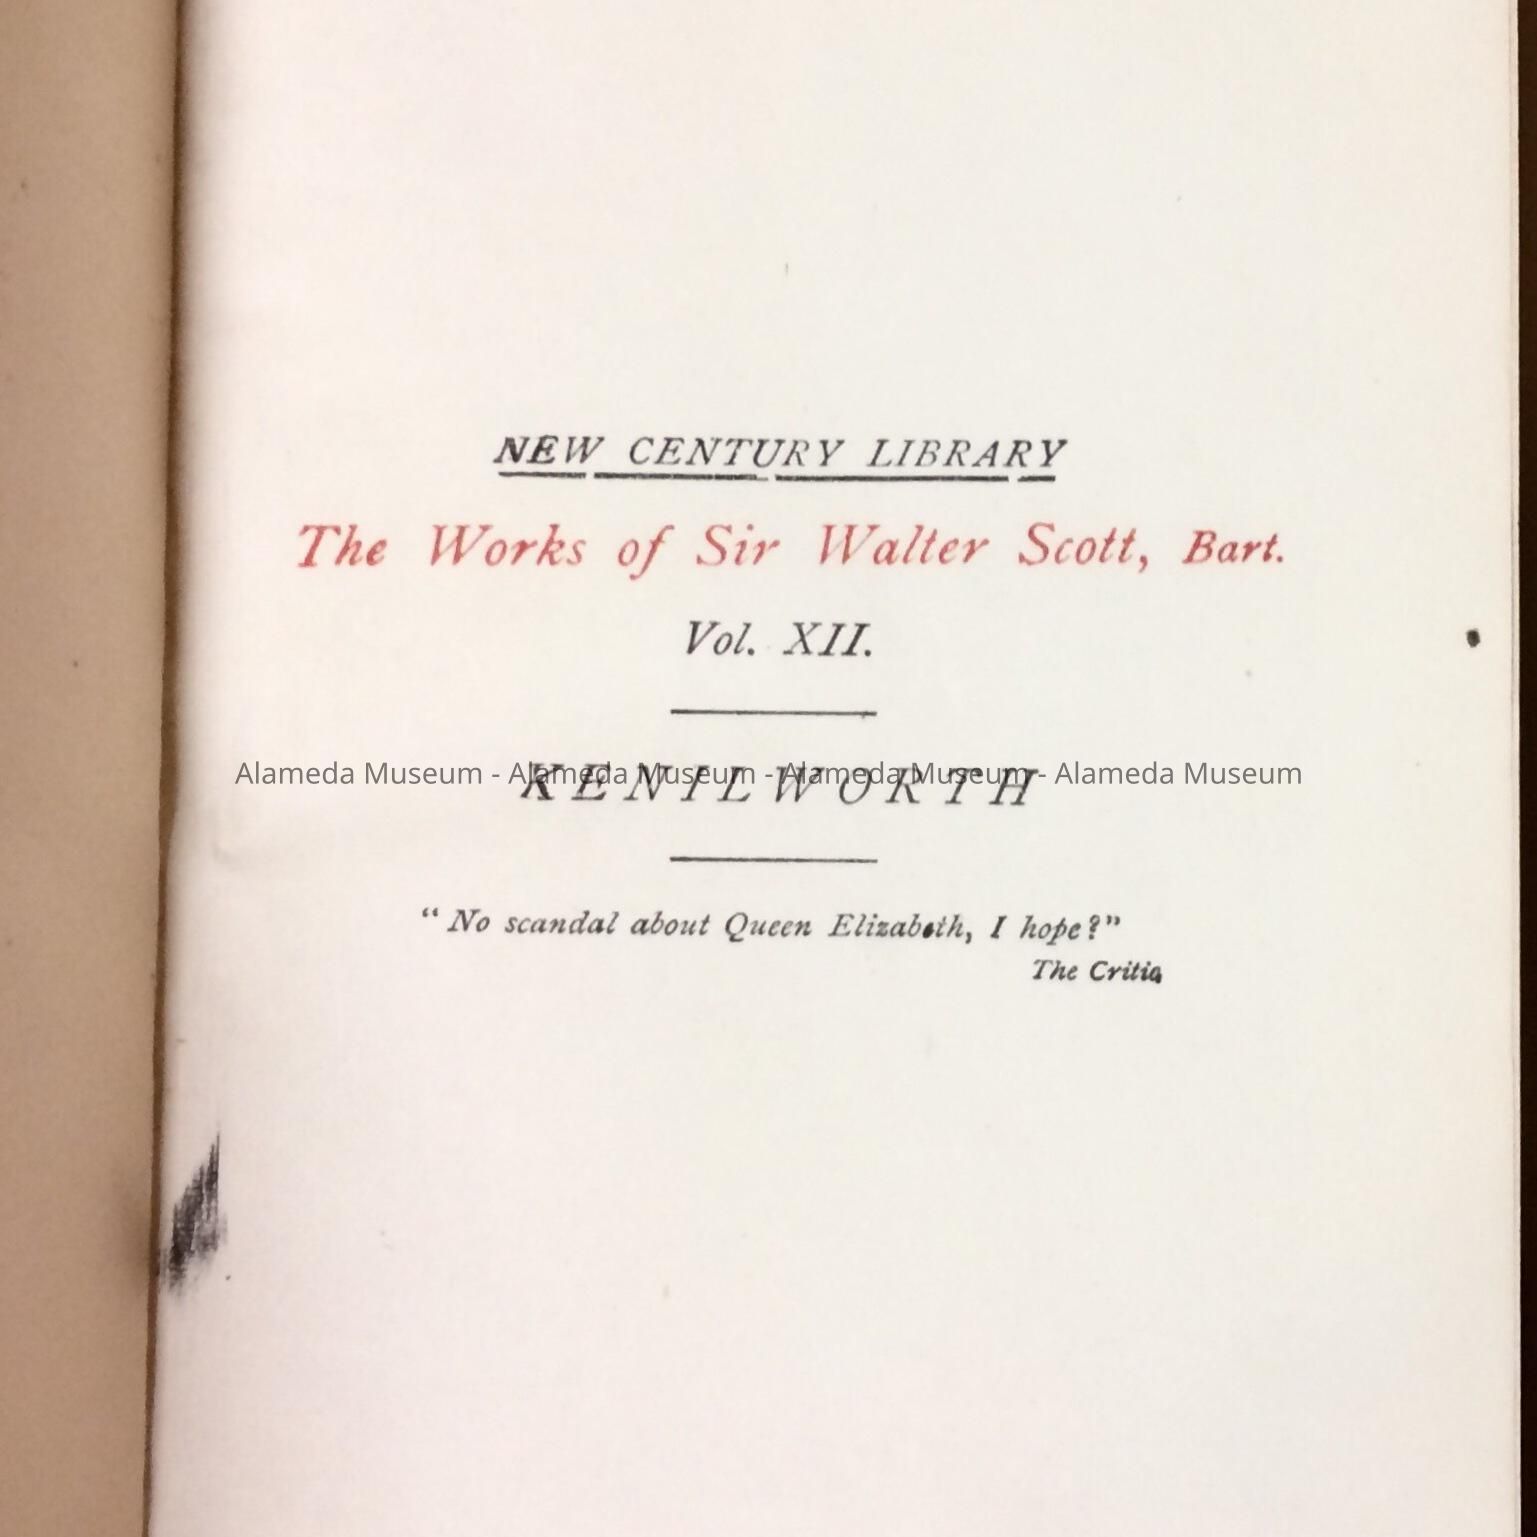 NEW CENTURY LIBRARY
The Works of Sir Walter Scott, Bart.
Vol. XII.
Alameda Museum - Alameda Museum - Alameda Museum - Alameda Museum
KENILWORTH
“No scandal about Queen Elizabeth, I hope?”
The Critic